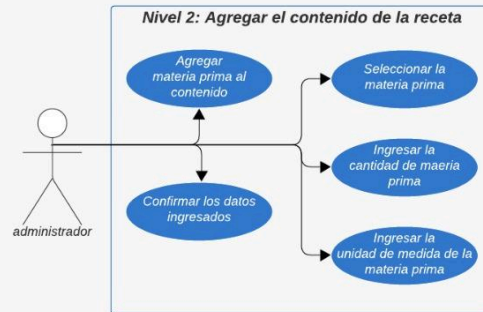 Nivel 2: Agregar el contenido de la receta
Agregar
materia prima al
contenido
Seleccionar la
materia prima
Ingresar la
cantidad de maeria
prima
Confirmar los datos
ingresados
administrador
Ingresar la
unidad de medida de la
materia prima